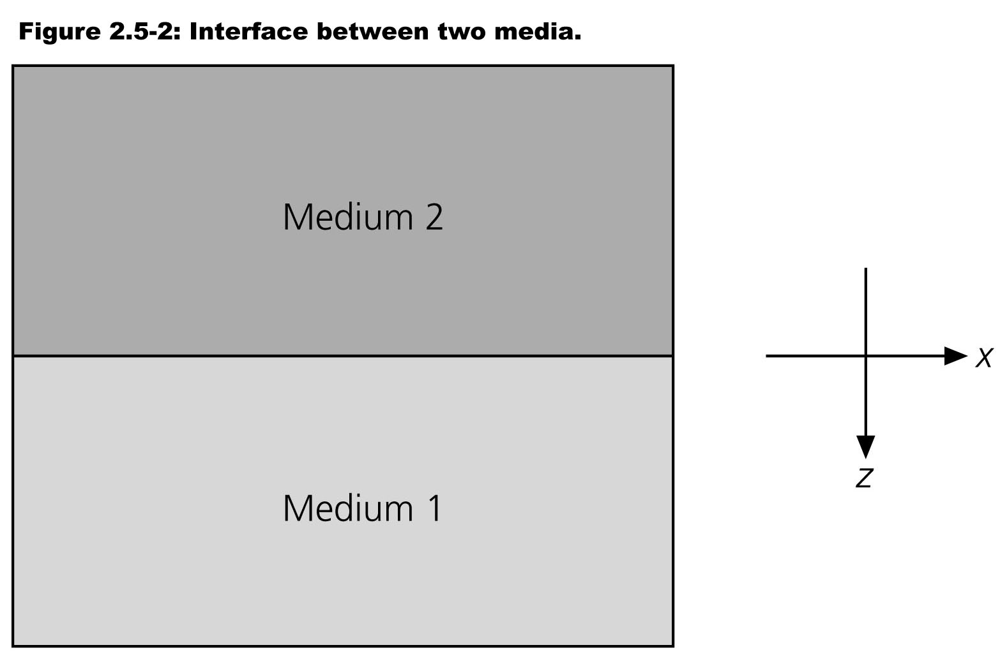 Figure 2.5-2: Interface between two media.
Medium 2
x
z
Medium 1